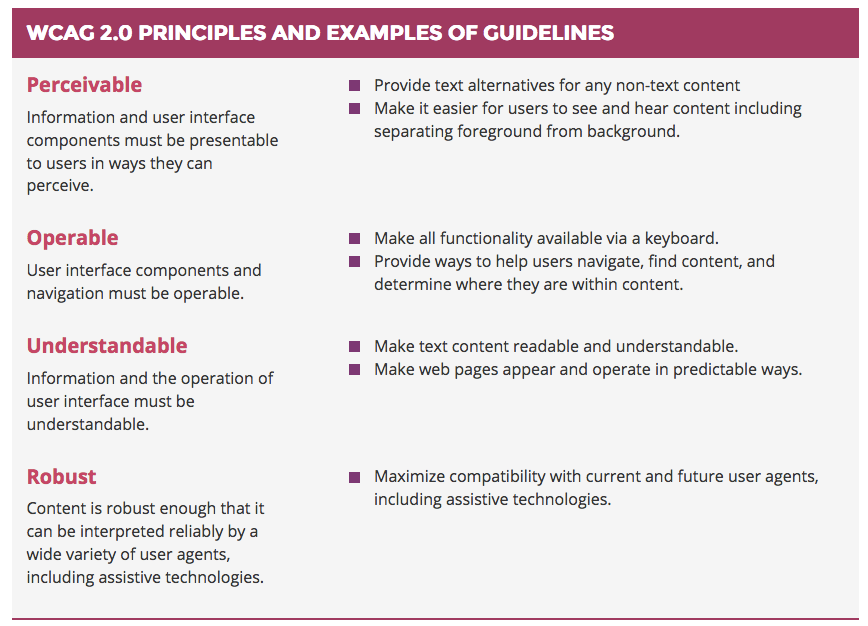 WCAG 2.0 PRINCIPLES AND EXAMPLES OF GUIDELINES
Perceivable
Information and user interface
components must be presentable
to users in ways they can
perceive.
Provide text alternatives for any non-text content
Make it easier for users to see and hear content including
separating foreground from background.
Operable
User interface components and
navigation must be operable.
Make all functionality available via a keyboard.
Provide ways to help users navigate, find content, and
determine where they are within content.
Understandable
Information and the operation of
user interface must be
understandable.
Make text content readable and understandable.
Make web pages appear and operate in predictable ways.
Robust
Content is robust enough that it
can be interpreted reliably by a
wide variety of user agents,
including assistive technologies.
Maximize compatibility with current and future user agents,
including assistive technologies.